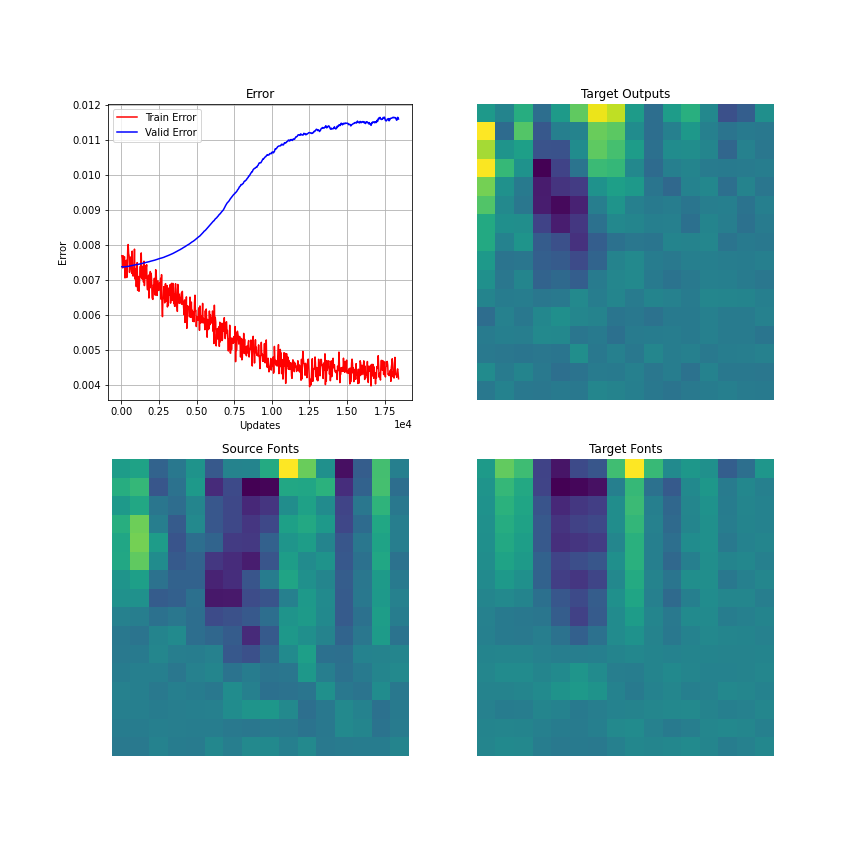 Error
Target Outputs
0.012
0.011
0.010
0.009
0.008
0.007
0.006
0.005
0.004
Error
Train Error
Valid Error
0.00 0.25 0.50 0.75 1.00 1.25 1.50 1.75
1e4
Updates
Source Fonts
Target Fonts